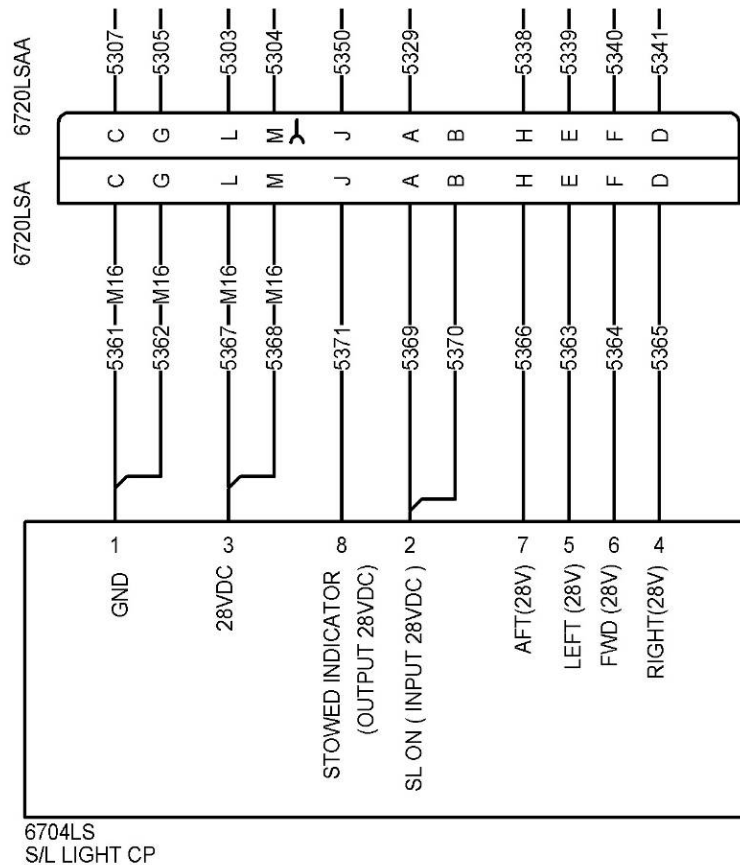 6720LSAA
5307
5305
5303
5304
5350
5329
5338
5339
5340
5341
C G L M J A B H E F D
6720LSA
C G L M J A B H E F D
5361 M16
5362 M16
5367 M16
5368 M16
5371
5369
5370
5366
5363
5364
5365
1 3 8 2 7 5 6 4
GND
28VDC
STOWED INDICATOR
(OUTPUT 28VDC)
SL ON ( INPUT 28VDC )
AFT(28V)
LEFT (28V)
FWD (28V)
RIGHT(28V)
6704LS
S/L LIGHT CP